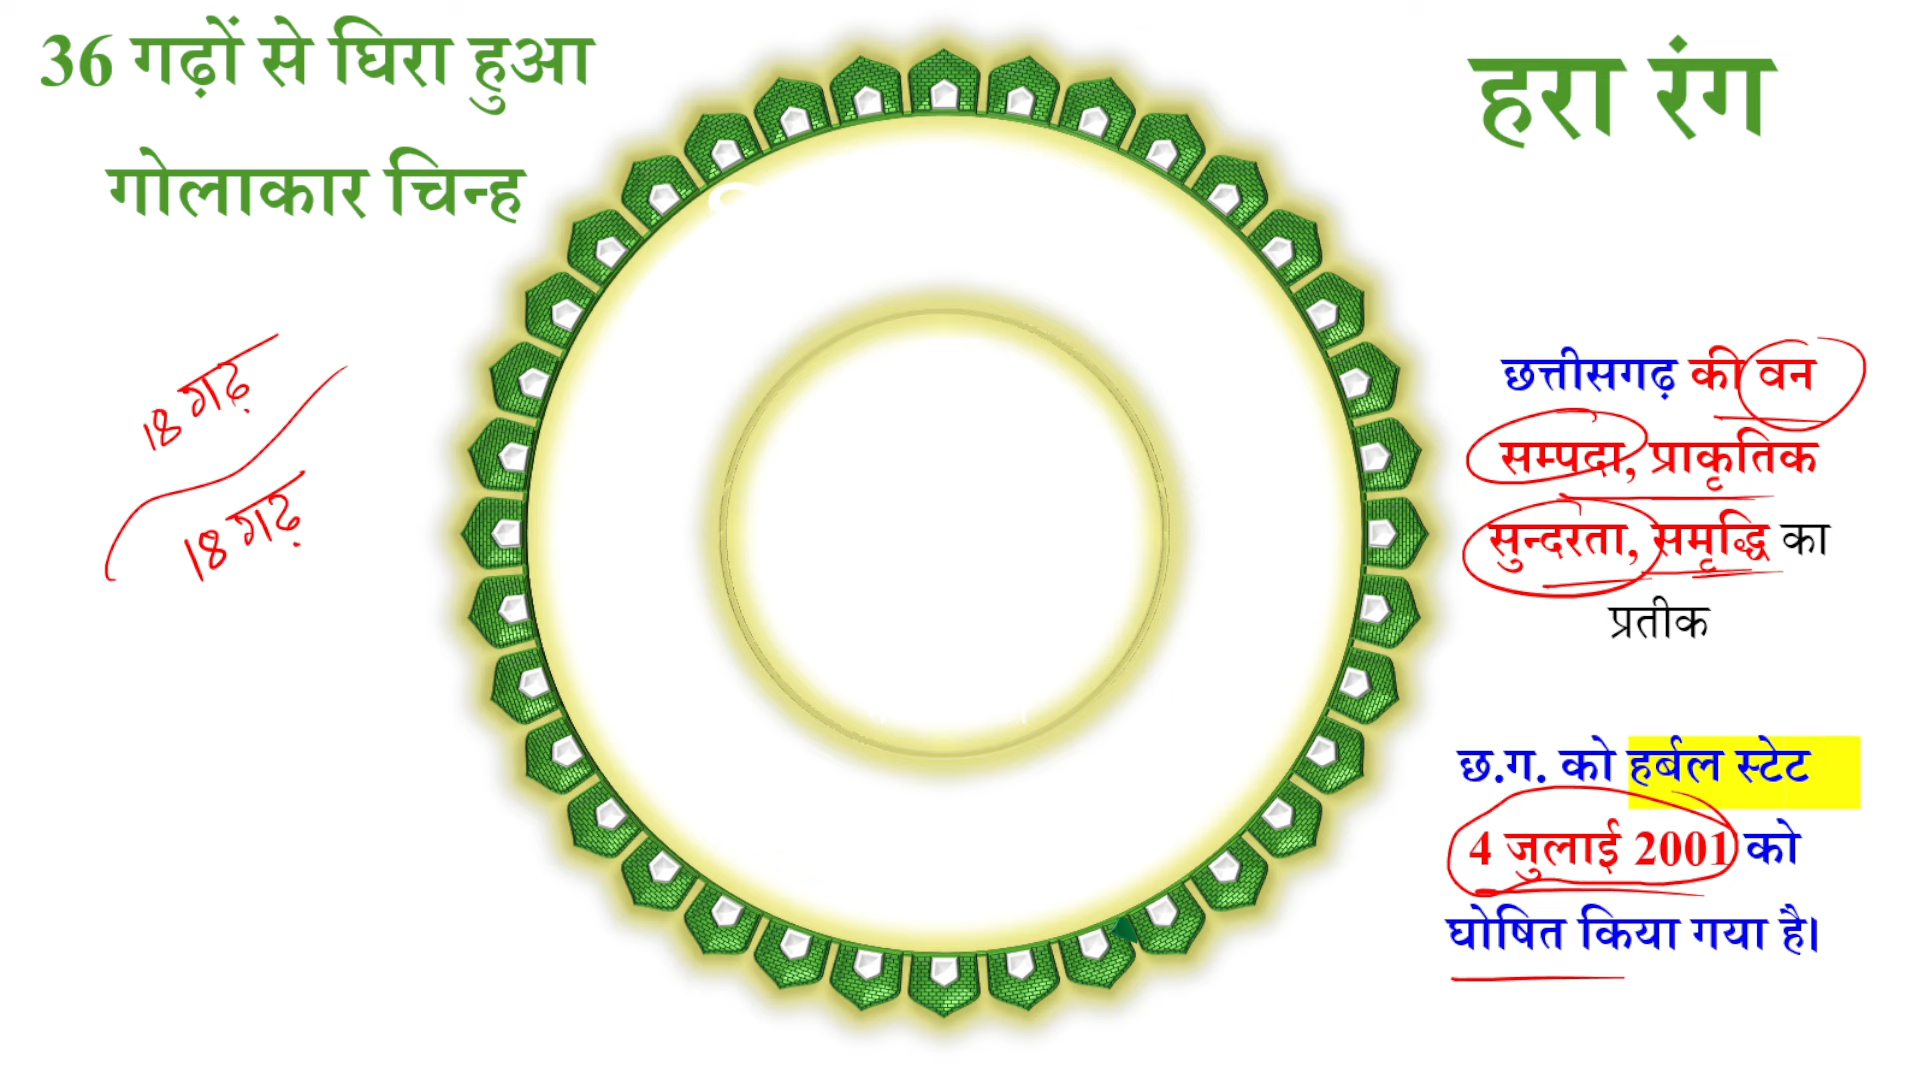 36 गढ़ों से घिरा हुआ
गोलाकार चिन्ह
हरा रंग
18 गढ़
18 गढ़
छत्तीसगढ़ की वन
सम्पदा, प्राकृतिक
सुन्दरता, समृद्धि का
प्रतीक
छ.ग. को हर्बल स्टेट
4 जुलाई 2001 को
घोषित किया गया है।